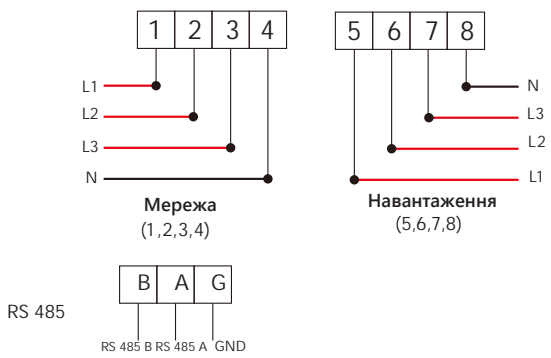 1 2 3 4
L1
L2
L3
N
Мережа
(1,2,3,4)
5 6 7 8
N
L3
L2
L1
Навантаження
(5,6,7,8)
B A G
RS 485
RS 485 B RS 485 A GND